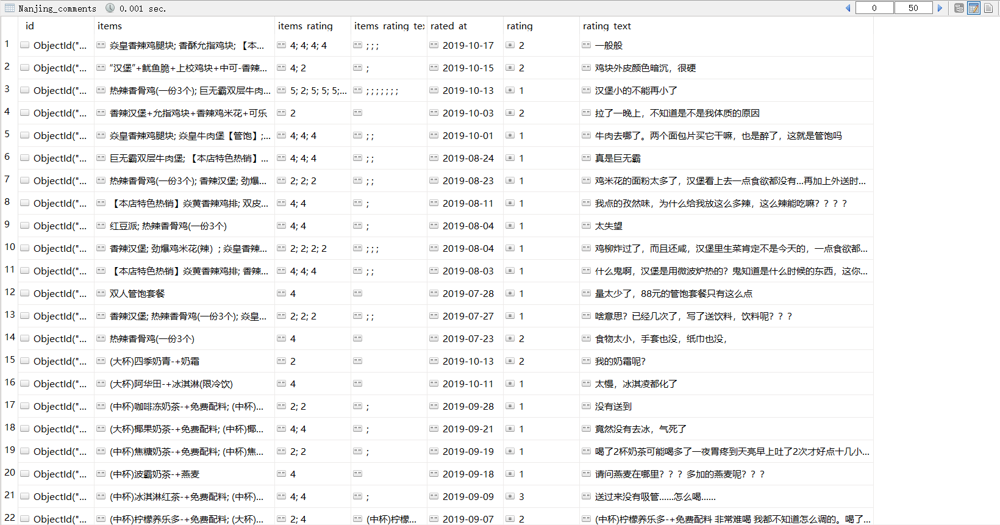 Nanjing_comments 0.001 sec. 0 50
id items items_rating items_rating_te rated_at rating rating_text
1 ObjectId("... 焱皇香辣鸡腿块; 香酥允指鸡块; 【本... 4; 4; 4; 4 ; ; ; 2019-10-17 2 一般般
2 ObjectId("... “汉堡”+鱿鱼脆+上校鸡块+中可-香辣... 4; 2 ; 2019-10-15 2 鸡块外皮颜色暗沉，很硬
3 ObjectId("... 热辣香骨鸡(一份3个); 巨无霸双层牛肉... 5; 2; 5; 5; 5;... ; ; ; ; ; ; ; 2019-10-13 1 汉堡小的不能再小了
4 ObjectId("... 香辣汉堡+允指鸡块+香辣鸡米花+可乐 2 2019-10-03 2 拉了一晚上，不知道是不是我体质的原因
5 ObjectId("... 焱皇香辣鸡腿块; 焱皇牛肉堡【管饱】;... 4; 4; 4 ; ; 2019-10-01 1 牛肉去哪了。两个面包片买它干嘛，也是醉了，这就是管饱吗
6 ObjectId("... 巨无霸双层牛肉堡; 【本店特色热销】... 4; 4; 4 ; ; 2019-08-24 1 真是巨无霸
7 ObjectId("... 热辣香骨鸡(一份3个); 香辣汉堡; 劲爆... 2; 2; 2 ; ; 2019-08-23 1 鸡米花的面粉太多了，汉堡看上去一点食欲都没有...再加上外送时...
8 ObjectId("... 【本店特色热销】焱黄香辣鸡排; 双皮... 4; 4 ; 2019-08-11 1 我点的孜然味，为什么给我放这么多辣，这么辣能吃嘛？？？？
9 ObjectId("... 红豆派; 热辣香骨鸡(一份3个) 4; 4 ; 2019-08-04 1 太失望
10 ObjectId("... 香辣汉堡; 劲爆鸡米花(辣）; 焱皇香辣... 2; 2; 2; 2 ; ; ; 2019-08-04 1 鸡柳炸过了，而且还咸，汉堡里生菜肯定不是今天的，一点食欲都...
11 ObjectId("... 【本店特色热销】焱黄香辣鸡排; 香辣... 4; 4; 4 ; ; 2019-08-03 1 什么鬼啊，汉堡是用微波炉热的？鬼知道是什么时候的东西，这你...
12 ObjectId("... 双人管饱套餐 4 2019-07-28 1 量太少了，88元的管饱套餐只有这么点
13 ObjectId("... 香辣汉堡; 热辣香骨鸡(一份3个); 焱皇... 2; 2; 2 ; ; 2019-07-27 1 啥意思？已经几次了，写了送饮料，饮料呢？？？
14 ObjectId("... 热辣香骨鸡(一份3个) 4 2019-07-23 2 食物太小，手套也没，纸巾也没，
15 ObjectId("... (大杯)四季奶青-+奶霜 2 2019-10-13 2 我的奶霜呢?
16 ObjectId("... (大杯)阿华田-+冰淇淋(限冷饮) 4 2019-10-11 1 太慢，冰淇凌都化了
17 ObjectId("... (中杯)咖啡冻奶茶-+免费配料; (中杯)... 2; 2 ; 2019-09-28 1 没有送到
18 ObjectId("... (大杯)椰果奶茶-+免费配料; (中杯)椰... 4; 4 ; 2019-09-21 1 竟然没有去冰，气死了
19 ObjectId("... (中杯)焦糖奶茶-+免费配料; (中杯)焦... 2; 2 ; 2019-09-19 1 喝了2杯奶茶可能喝多了一夜胃疼到天亮早上吐了2次才好点十几小...
20 ObjectId("... (中杯)波霸奶茶-+燕麦 4 2019-09-18 1 请问燕麦在哪里？？？多加的燕麦呢？？？
21 ObjectId("... (中杯)冰淇淋红茶-+免费配料; (中杯)... 4; 4 ; 2019-09-09 3 送过来没有吸管......怎么喝......
22 ObjectId("... (中杯)柠檬养乐多-+免费配料; (大杯)... 2; 4 (中杯)柠檬... 2019-09-07 2 (中杯)柠檬养乐多-+免费配料 非常难喝 我都不知道怎么调的。喝了...